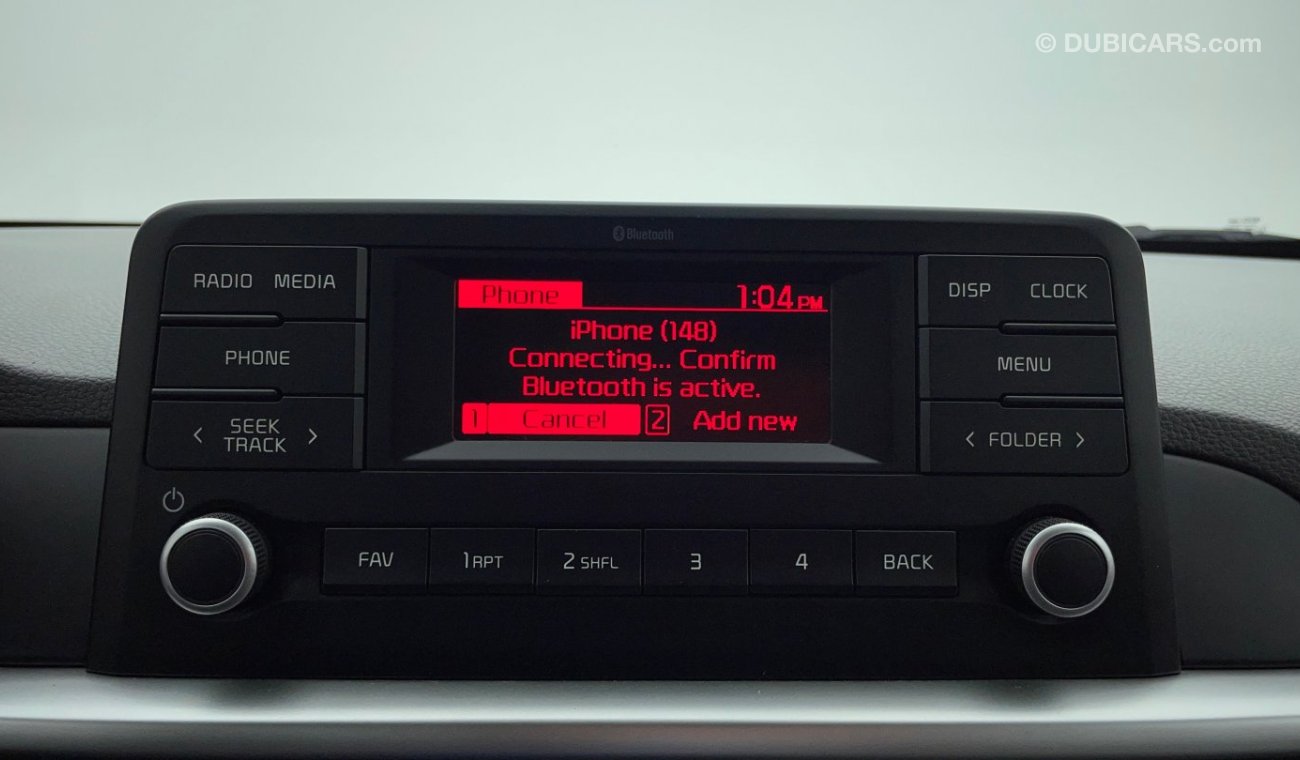 © DUBICARS.com
Bluetooth
RADIO MEDIA
PHONE
< SEEK TRACK >
Phone 1:04 PM
iPhone (148)
Connecting... Confirm
Bluetooth is active.
1 Cancel 2 Add new
DISP CLOCK
MENU
< FOLDER >
FAV 1 RPT 2 SHFL 3 4 BACK